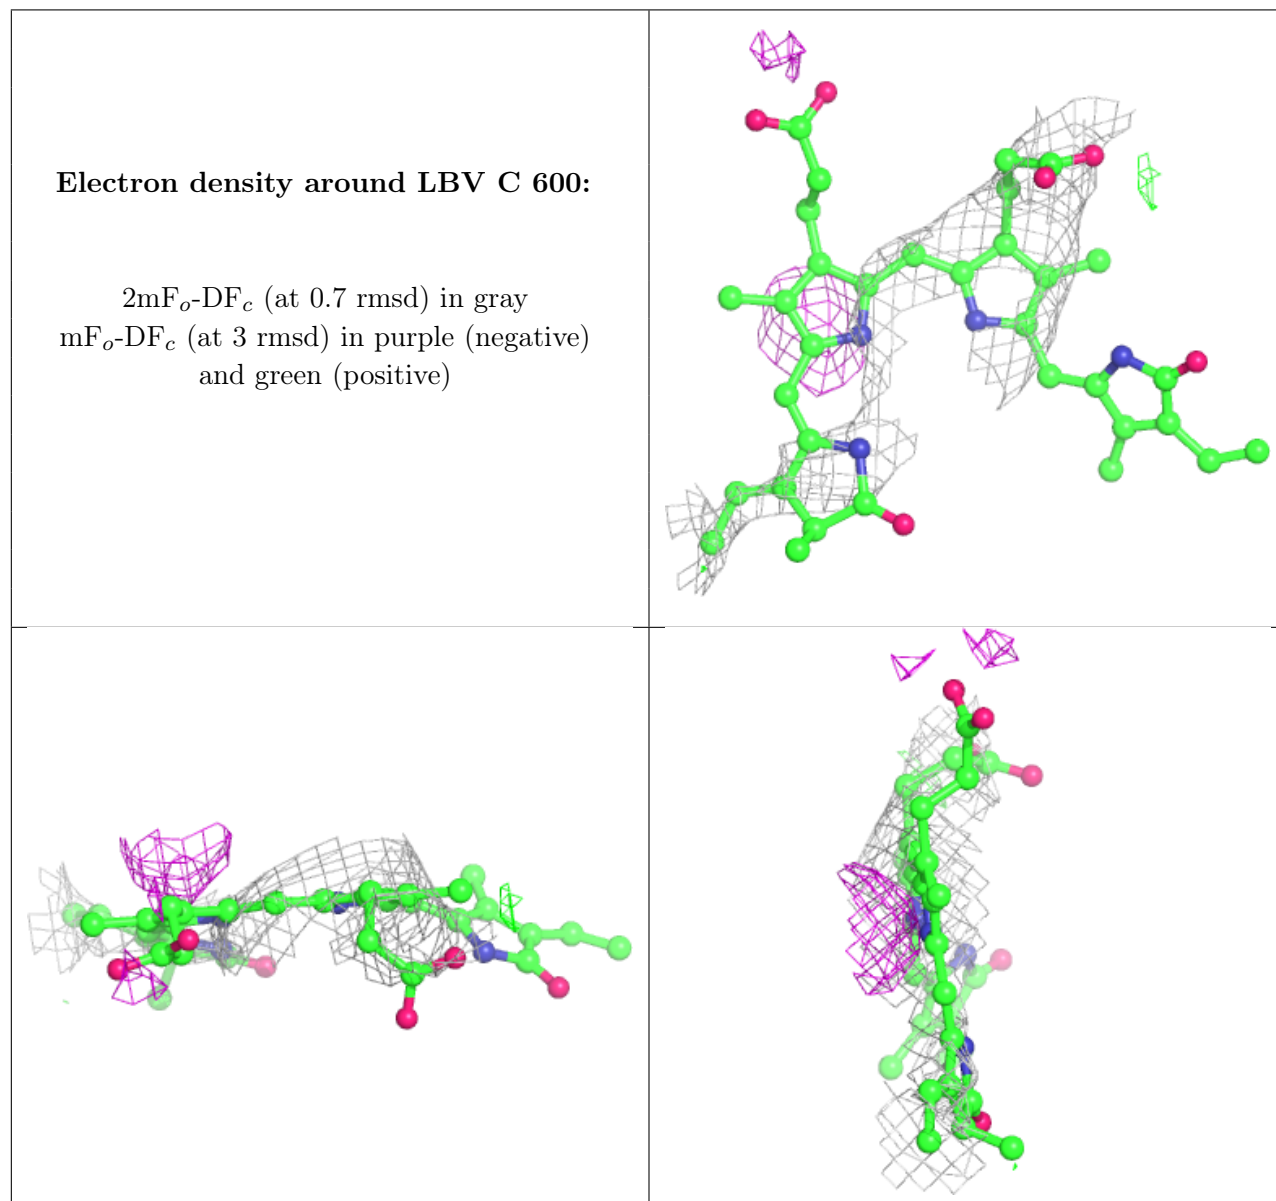 Electron density around LBV C 600:
2mFo-DFc (at 0.7 rmsd) in gray
mFo-DFc (at 3 rmsd) in purple (negative)
and green (positive)